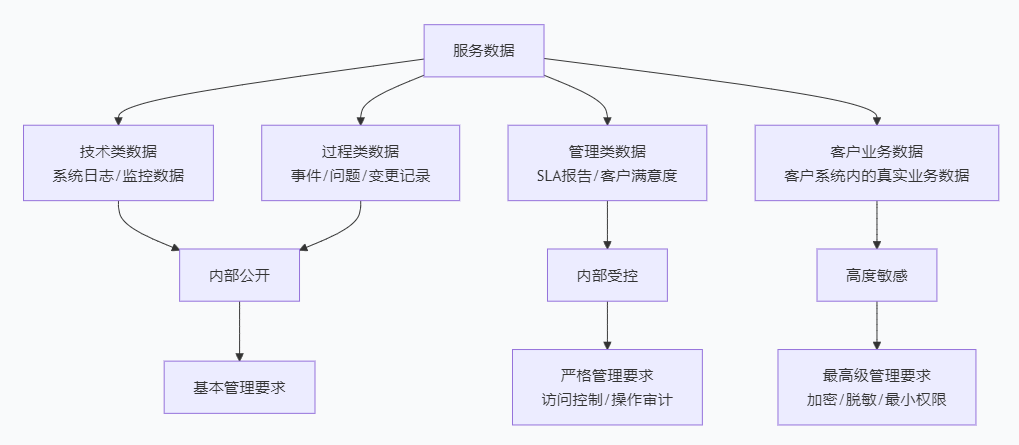 服务数据
技术类数据
系统日志/监控数据
过程类数据
事件/问题/变更记录
管理类数据
SLA报告/客户满意度
客户业务数据
客户系统内的真实业务数据
内部公开
内部受控
高度敏感
基本管理要求
严格管理要求
访问控制/操作审计
最高级管理要求
加密/脱敏/最小权限